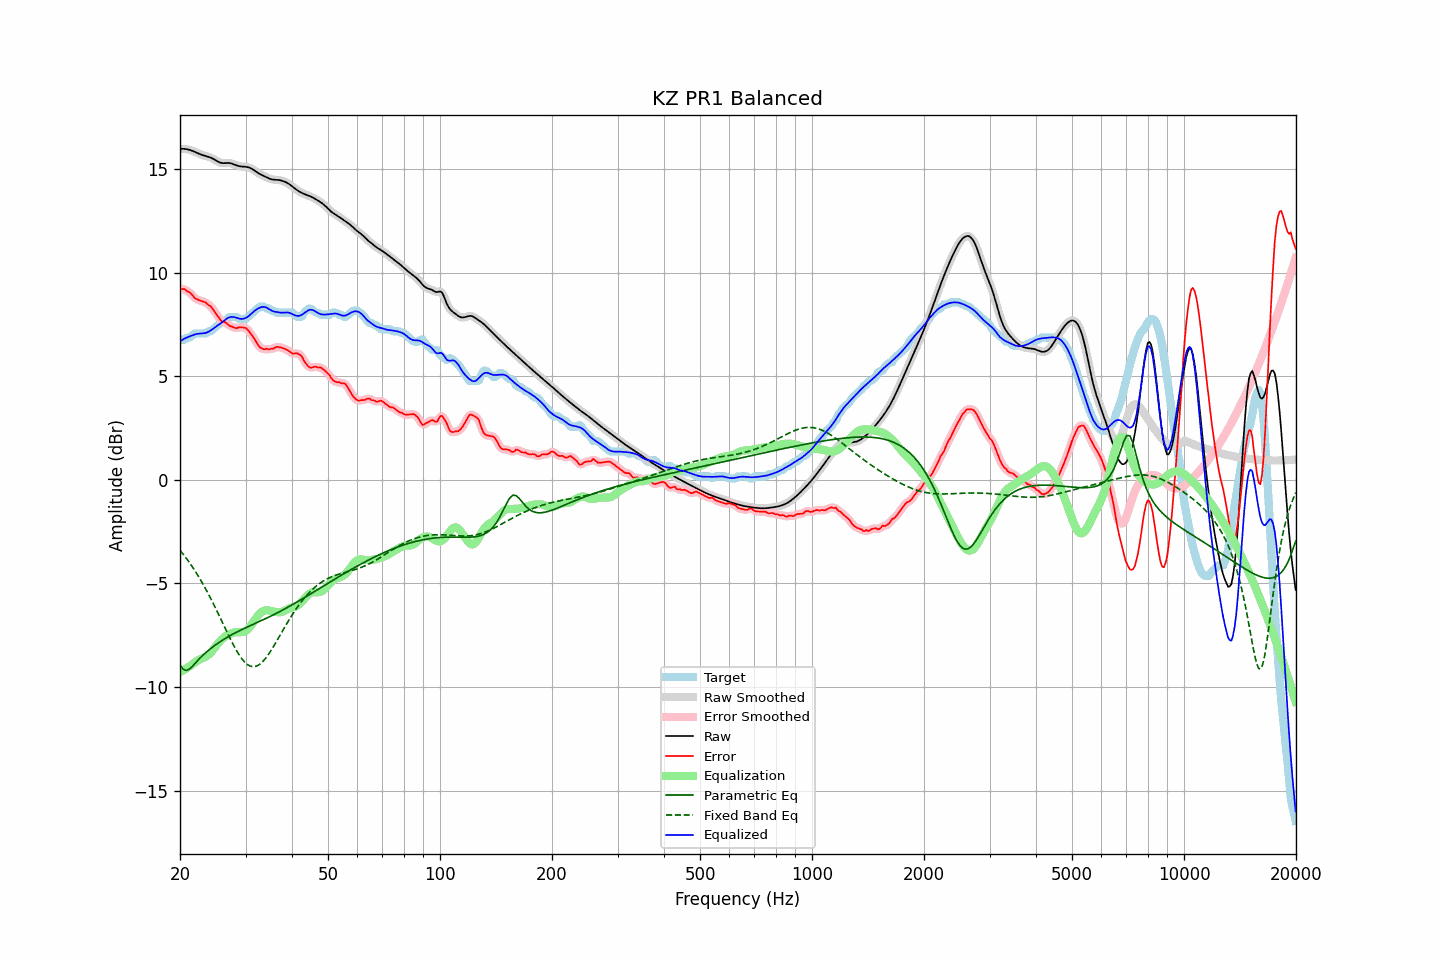 KZ PR1 Balanced
Amplitude (dBr)
15
10
5
0
−5
−10
−15
Target
Raw Smoothed
Error Smoothed
Raw
Error
Equalization
Parametric Eq
Fixed Band Eq
Equalized
20 50 100 200 500 1000 2000 5000 10000 20000
Frequency (Hz)